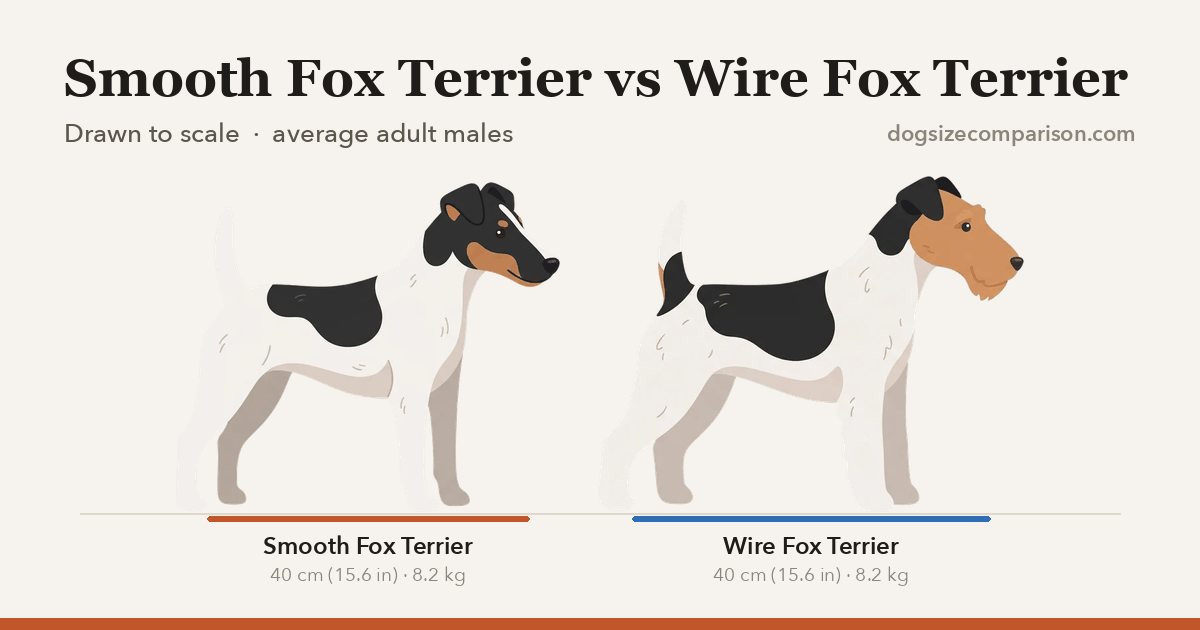 Smooth Fox Terrier vs Wire Fox Terrier
Drawn to scale · average adult males
dogsizecomparison.com
Smooth Fox Terrier
40 cm (15.6 in) · 8.2 kg
Wire Fox Terrier
40 cm (15.6 in) · 8.2 kg